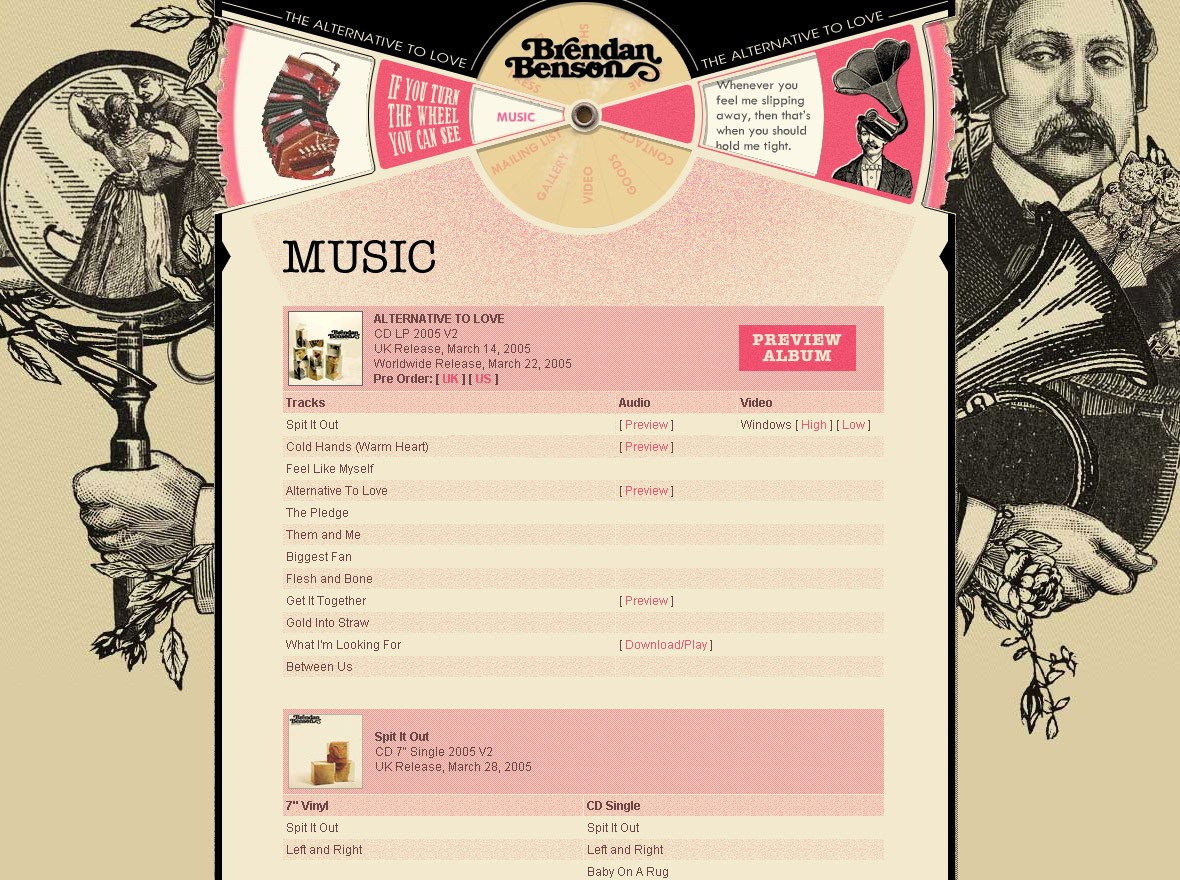 THE ALTERNATIVE TO LOVE
THE ALTERNATIVE TO LOVE
Brendan
Benson
IF YOU TURN
THE WHEEL
YOU CAN SEE
MUSIC
Whenever you
feel me slipping
away, then that's
when you should
hold me tight.
MAILING LIST
GALLERY
VIDEO
GOODS
CONTACT
MUSIC
Brendan
Benson
ALTERNATIVE TO LOVE
CD LP 2005 V2
UK Release, March 14, 2005
Worldwide Release, March 22, 2005
Pre Order: [ UK ] [ US ]
PREVIEW
ALBUM
Tracks Audio Video
Spit It Out [ Preview ] Windows [ High ] [ Low ]
Cold Hands (Warm Heart) [ Preview ]
Feel Like Myself
Alternative To Love [ Preview ]
The Pledge
Them and Me
Biggest Fan
Flesh and Bone
Get It Together [ Preview ]
Gold Into Straw
What I'm Looking For [ Download/Play ]
Between Us
Brendan
Benson
Spit It Out
CD 7" Single 2005 V2
UK Release, March 28, 2005
7" Vinyl CD Single
Spit It Out Spit It Out
Left and Right Left and Right
Baby On A Rug